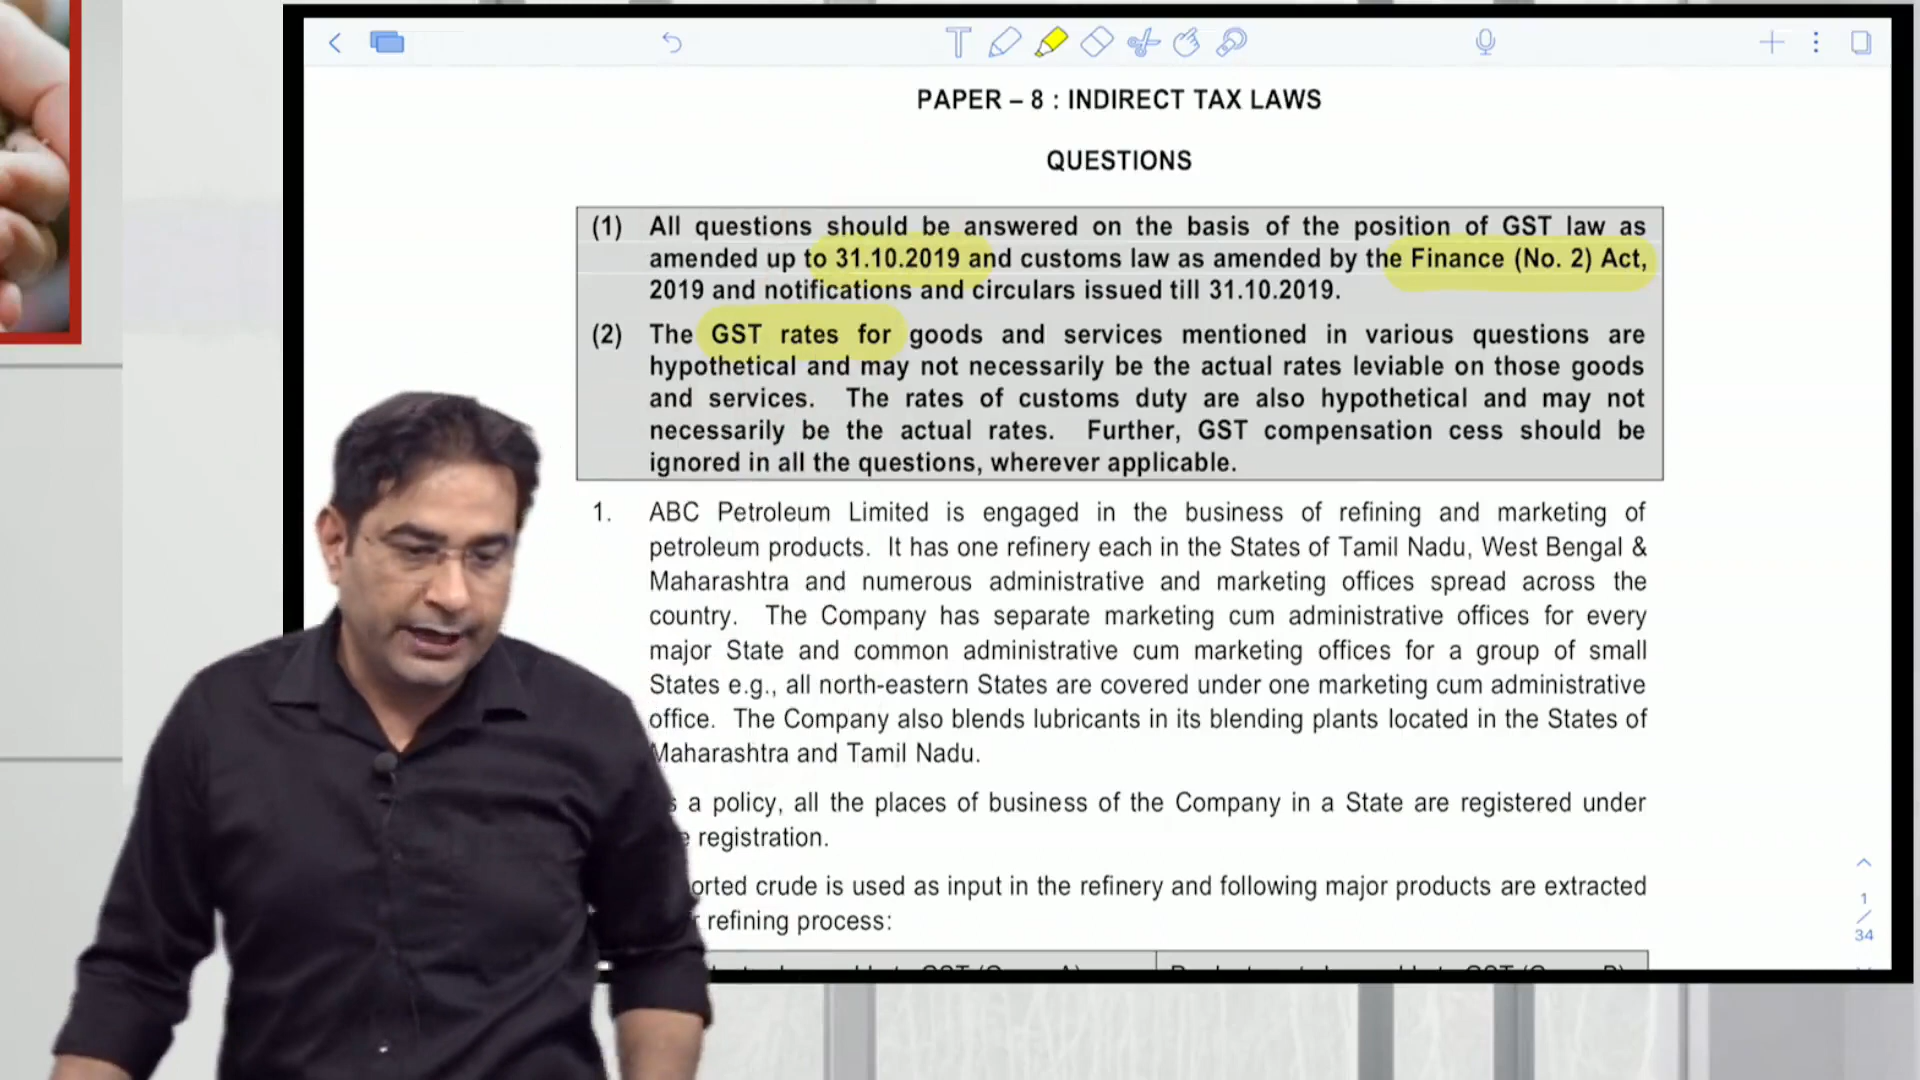 T
PAPER – 8 : INDIRECT TAX LAWS
QUESTIONS
(1) All questions should be answered on the basis of the position of GST law as
amended up to 31.10.2019 and customs law as amended by the Finance (No. 2) Act,
2019 and notifications and circulars issued till 31.10.2019.
(2) The GST rates for goods and services mentioned in various questions are
hypothetical and may not necessarily be the actual rates leviable on those goods
and services. The rates of customs duty are also hypothetical and may not
necessarily be the actual rates. Further, GST compensation cess should be
ignored in all the questions, wherever applicable.
1. ABC Petroleum Limited is engaged in the business of refining and marketing of
petroleum products. It has one refinery each in the States of Tamil Nadu, West Bengal &
Maharashtra and numerous administrative and marketing offices spread across the
country. The Company has separate marketing cum administrative offices for every
major State and common administrative cum marketing offices for a group of small
States e.g., all north-eastern States are covered under one marketing cum administrative
office. The Company also blends lubricants in its blending plants located in the States of
Maharashtra and Tamil Nadu.
a policy, all the places of business of the Company in a State are registered under
registration.
orted crude is used as input in the refinery and following major products are extracted
refining process:
1
/
34